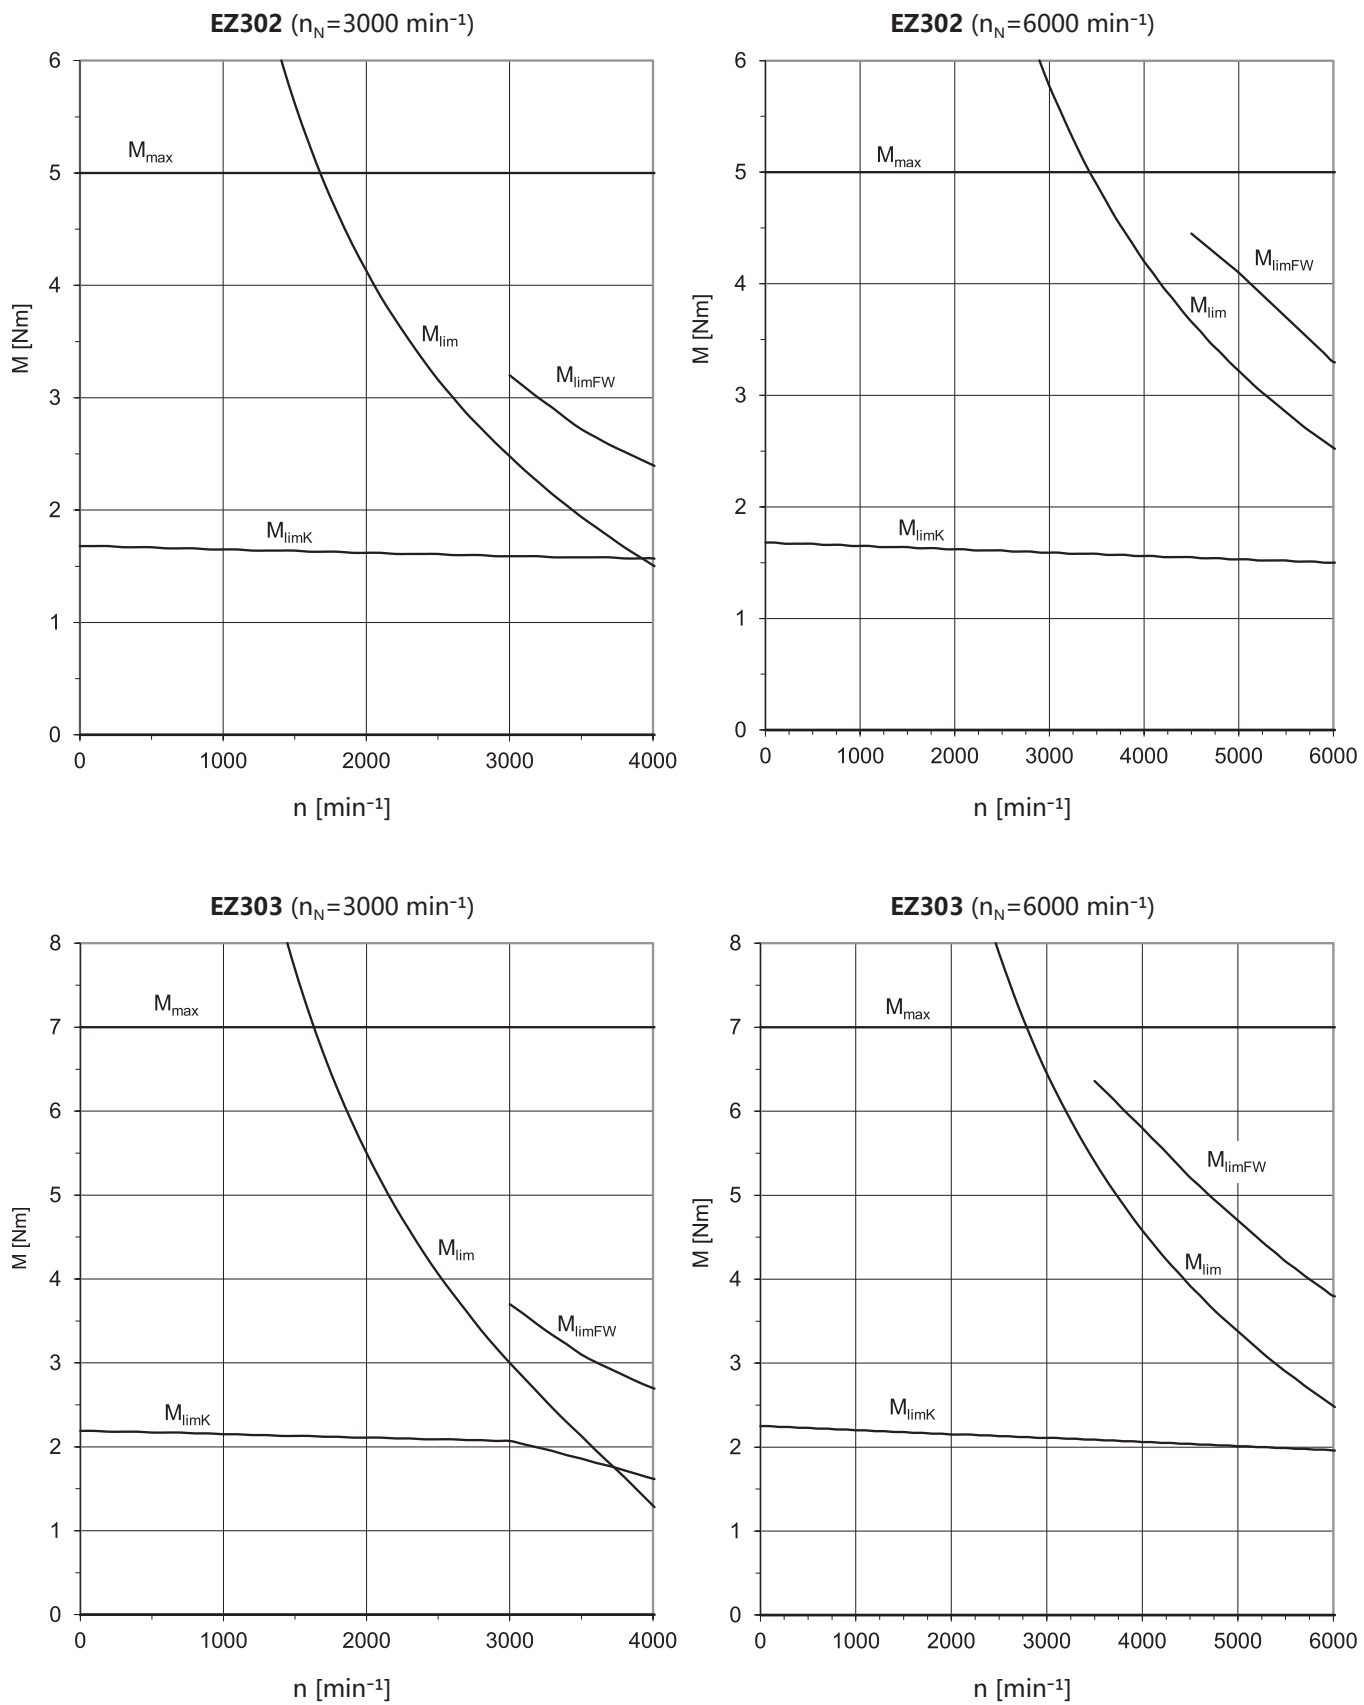 EZ302 (nN=3000 min⁻¹)
6
5
4
3
2
1
0
M [Nm]
Mmax
Mlim
MlimFW
MlimK
0 1000 2000 3000 4000
n [min⁻¹]
EZ302 (nN=6000 min⁻¹)
6
5
4
3
2
1
0
M [Nm]
Mmax
MlimFW
Mlim
MlimK
0 1000 2000 3000 4000 5000 6000
n [min⁻¹]
EZ303 (nN=3000 min⁻¹)
8
7
6
5
4
3
2
1
0
M [Nm]
Mmax
Mlim
MlimFW
MlimK
0 1000 2000 3000 4000
n [min⁻¹]
EZ303 (nN=6000 min⁻¹)
8
7
6
5
4
3
2
1
0
M [Nm]
Mmax
MlimFW
Mlim
MlimK
0 1000 2000 3000 4000 5000 6000
n [min⁻¹]